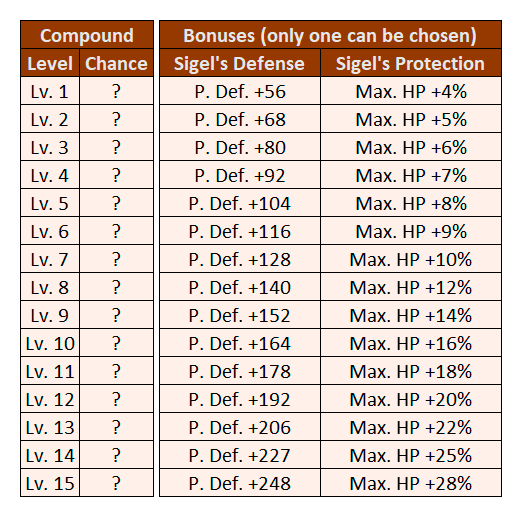 Compound Bonuses (only one can be chosen)
Level Chance Sigel's Defense Sigel's Protection
Lv. 1 ? P. Def. +56 Max. HP +4%
Lv. 2 ? P. Def. +68 Max. HP +5%
Lv. 3 ? P. Def. +80 Max. HP +6%
Lv. 4 ? P. Def. +92 Max. HP +7%
Lv. 5 ? P. Def. +104 Max. HP +8%
Lv. 6 ? P. Def. +116 Max. HP +9%
Lv. 7 ? P. Def. +128 Max. HP +10%
Lv. 8 ? P. Def. +140 Max. HP +12%
Lv. 9 ? P. Def. +152 Max. HP +14%
Lv. 10 ? P. Def. +164 Max. HP +16%
Lv. 11 ? P. Def. +178 Max. HP +18%
Lv. 12 ? P. Def. +192 Max. HP +20%
Lv. 13 ? P. Def. +206 Max. HP +22%
Lv. 14 ? P. Def. +227 Max. HP +25%
Lv. 15 ? P. Def. +248 Max. HP +28%